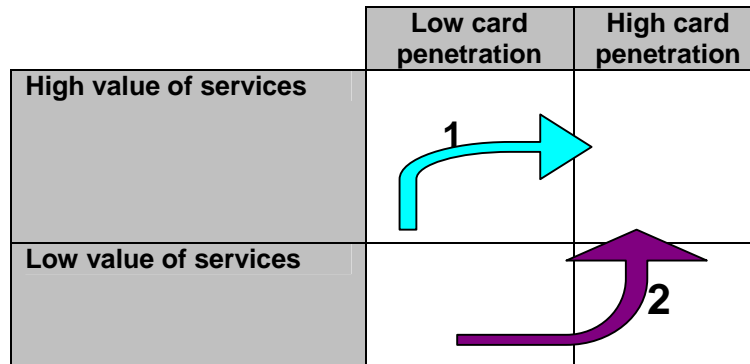 Low card
penetration
High card
penetration
High value of services
1
Low value of services
2